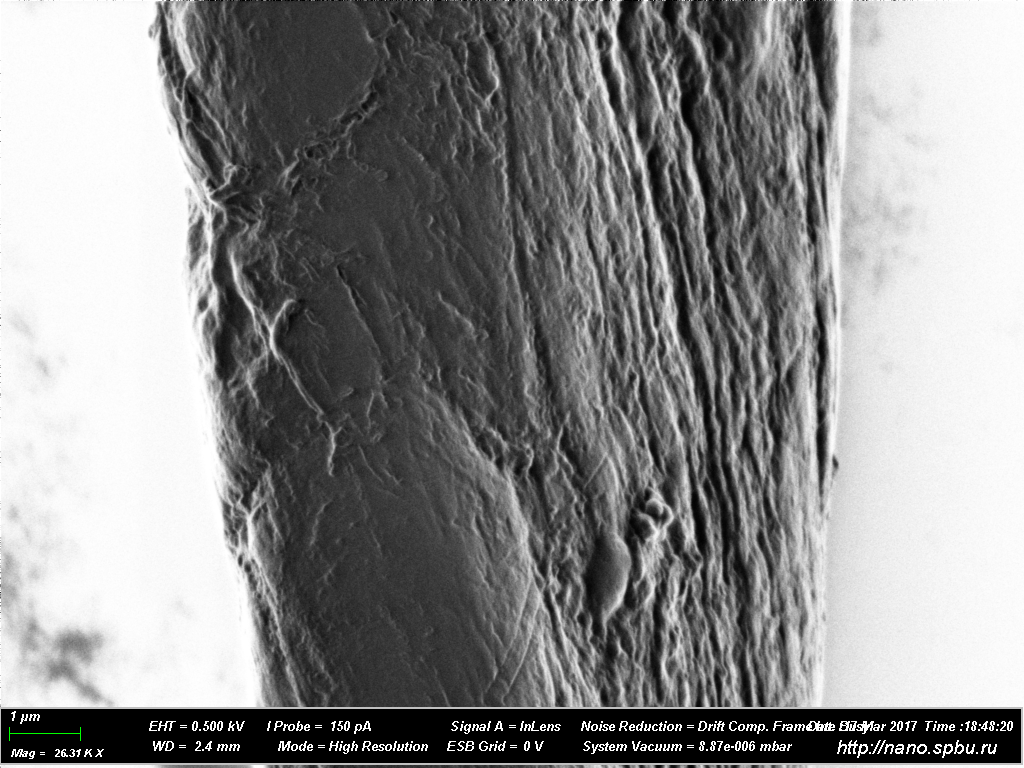 1 µm
EHT = 0.500 kV I Probe = 150 pA Signal A = InLens Noise Reduction = Drift Comp. Frame Mar 2017 Time :18:48:20
Mag = 26.31 K X WD = 2.4 mm Mode = High Resolution ESB Grid = 0 V System Vacuum = 8.87e-006 mbar http://nano.spbu.ru